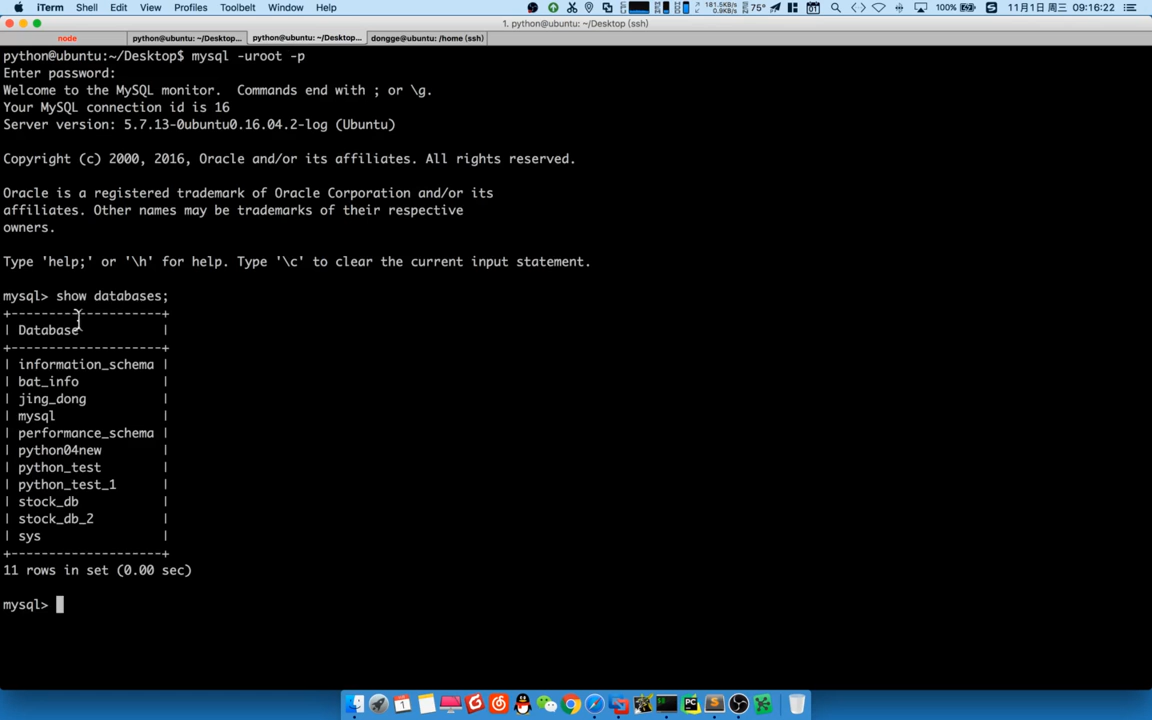 iTerm Shell Edit View Profiles Toolbelt Window Help 181.5KB/s 0.9KB/s 75° 100% 11月1日 周三 09:16:22
1. python@ubuntu: ~/Desktop (ssh)
node python@ubuntu: ~/Desktop... python@ubuntu: ~/Desktop... dongge@ubuntu: /home (ssh)
python@ubuntu:~/Desktop$ mysql -uroot -p
Enter password:
Welcome to the MySQL monitor.  Commands end with ; or \g.
Your MySQL connection id is 16
Server version: 5.7.13-0ubuntu0.16.04.2-log (Ubuntu)
Copyright (c) 2000, 2016, Oracle and/or its affiliates. All rights reserved.
Oracle is a registered trademark of Oracle Corporation and/or its
affiliates. Other names may be trademarks of their respective
owners.
Type 'help;' or '\h' for help. Type '\c' to clear the current input statement.
mysql> show databases;
+--------------------+
| Database           |
+--------------------+
| information_schema |
| bat_info           |
| jing_dong          |
| mysql              |
| performance_schema |
| python04new        |
| python_test        |
| python_test_1      |
| stock_db           |
| stock_db_2         |
| sys                |
+--------------------+
11 rows in set (0.00 sec)
mysql>